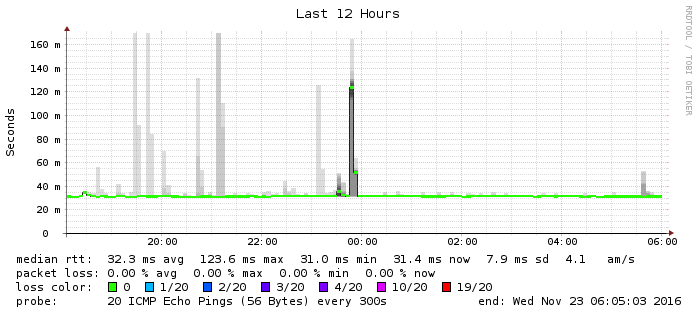 Last 12 Hours
RRDTOOL / TOBI OETIKER
Seconds
160 m
140 m
120 m
100 m
80 m
60 m
40 m
20 m
0
20:00 22:00 00:00 02:00 04:00 06:00
median rtt: 32.3 ms avg 123.6 ms max 31.0 ms min 31.4 ms now 7.9 ms sd 4.1 am/s
packet loss: 0.00 % avg 0.00 % max 0.00 % min 0.00 % now
loss color: 0 1/20 2/20 3/20 4/20 10/20 19/20
probe: 20 ICMP Echo Pings (56 Bytes) every 300s end: Wed Nov 23 06:05:03 2016